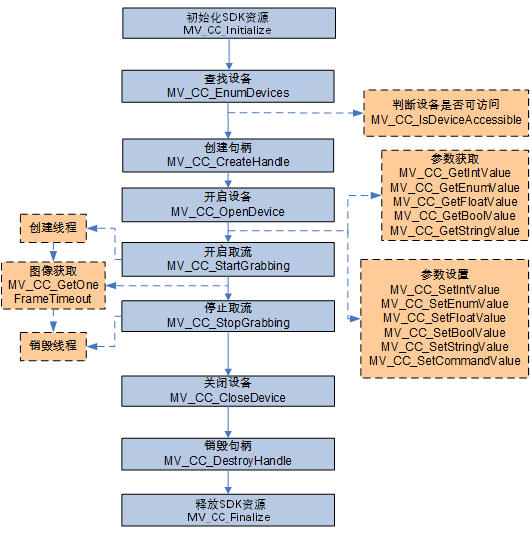 初始化SDK资源
MV_CC_Initialize
查找设备
MV_CC_EnumDevices
判断设备是否可访问
MV_CC_IsDeviceAccessible
创建句柄
MV_CC_CreateHandle
参数获取
MV_CC_GetIntValue
MV_CC_GetEnumValue
MV_CC_GetFloatValue
MV_CC_GetBoolValue
MV_CC_GetStringValue
开启设备
MV_CC_OpenDevice
创建线程
开启取流
MV_CC_StartGrabbing
图像获取
MV_CC_GetOne
FrameTimeout
参数设置
MV_CC_SetIntValue
MV_CC_SetEnumValue
MV_CC_SetFloatValue
MV_CC_SetBoolValue
MV_CC_SetStringValue
MV_CC_SetCommandValue
停止取流
MV_CC_StopGrabbing
销毁线程
关闭设备
MV_CC_CloseDevice
销毁句柄
MV_CC_DestroyHandle
释放SDK资源
MV_CC_Finalize